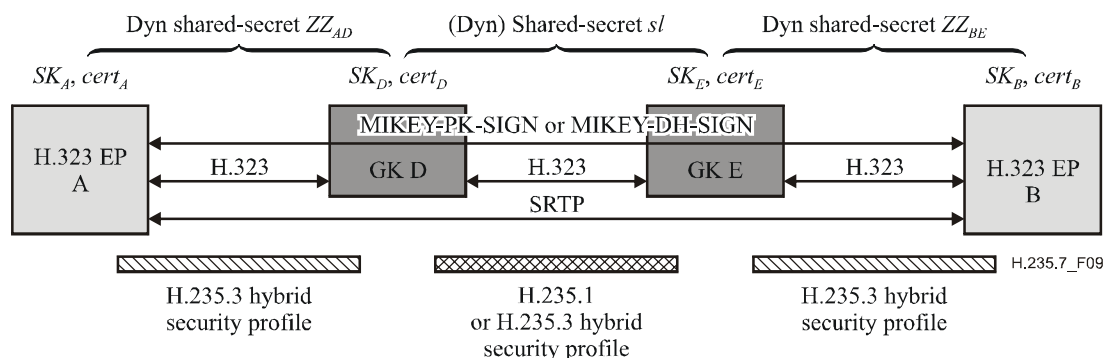 Dyn shared-secret ZZ_AD (Dyn) Shared-secret sl Dyn shared-secret ZZ_BE
SK_A, cert_A SK_D, cert_D SK_E, cert_E SK_B, cert_B
MIKEY-PK-SIGN or MIKEY-DH-SIGN
H.323 EP
A
H.323
GK D
H.323
GK E
H.323
H.323 EP
B
SRTP
H.235.7_F09
H.235.3 hybrid
security profile
H.235.1
or H.235.3 hybrid
security profile
H.235.3 hybrid
security profile